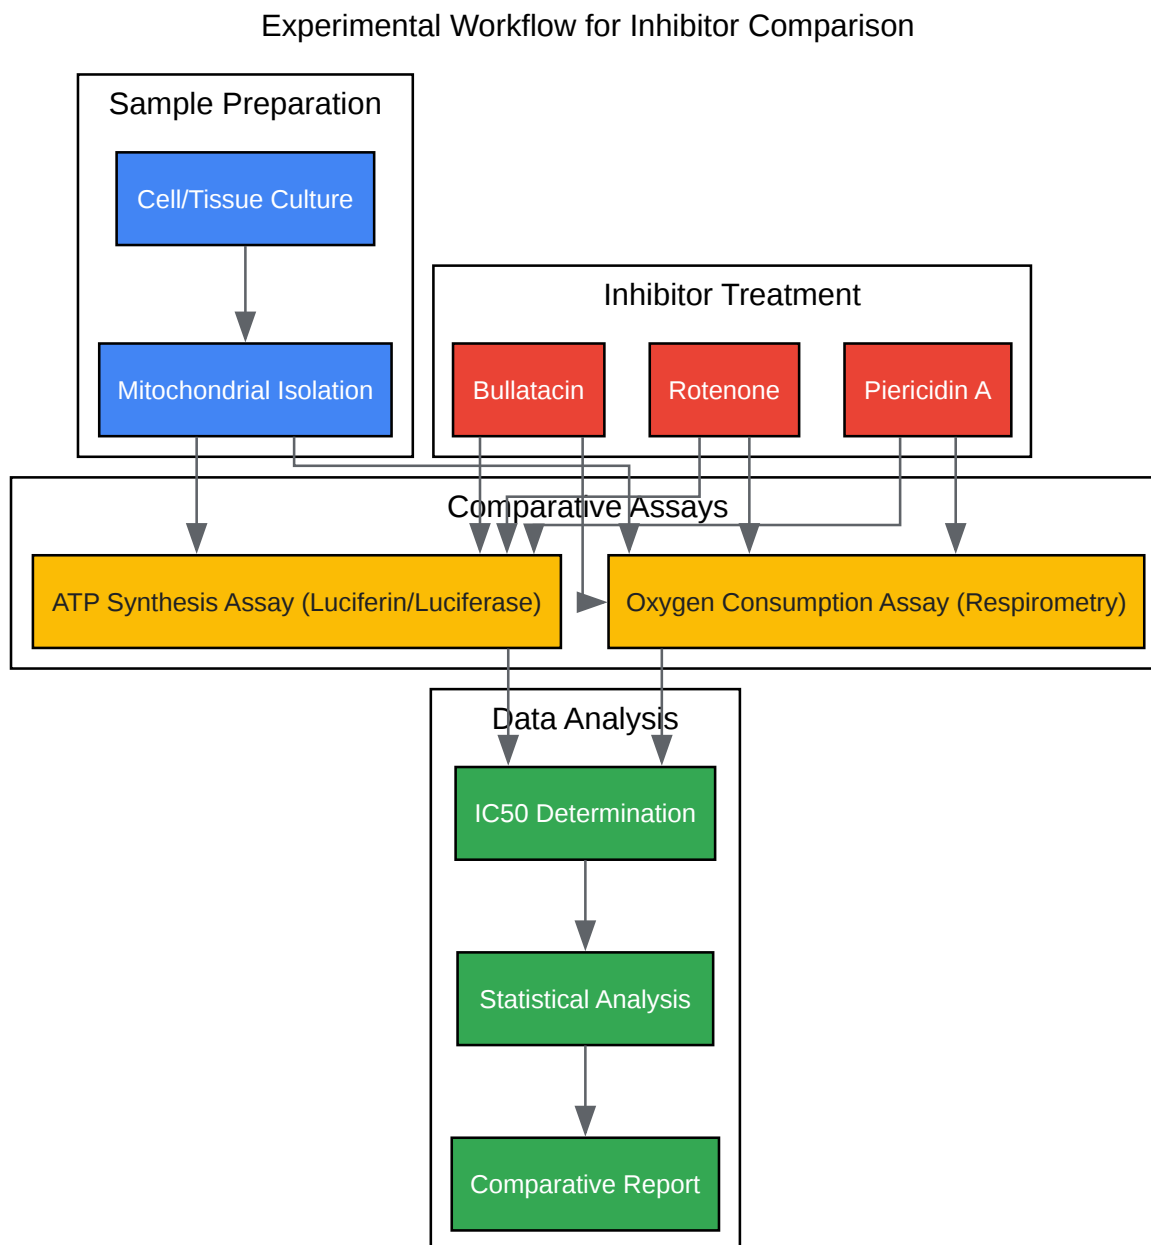 Experimental Workflow for Inhibitor Comparison
Sample Preparation
Cell/Tissue Culture
Mitochondrial Isolation
Inhibitor Treatment
Bullatacin
Rotenone
Piericidin A
Comparative Assays
ATP Synthesis Assay (Luciferin/Luciferase)
Oxygen Consumption Assay (Respirometry)
Data Analysis
IC50 Determination
Statistical Analysis
Comparative Report